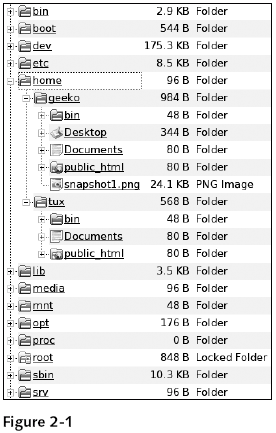 bin 2.9 KB Folder
boot 544 B Folder
dev 175.3 KB Folder
etc 8.5 KB Folder
home 96 B Folder
geeko 984 B Folder
bin 48 B Folder
Desktop 344 B Folder
Documents 80 B Folder
public_html 80 B Folder
snapshot1.png 24.1 KB PNG Image
tux 568 B Folder
bin 48 B Folder
Documents 80 B Folder
public_html 80 B Folder
lib 3.5 KB Folder
media 96 B Folder
mnt 48 B Folder
opt 176 B Folder
proc 0 B Folder
root 848 B Locked Folder
sbin 10.3 KB Folder
srv 96 B Folder
Figure 2-1